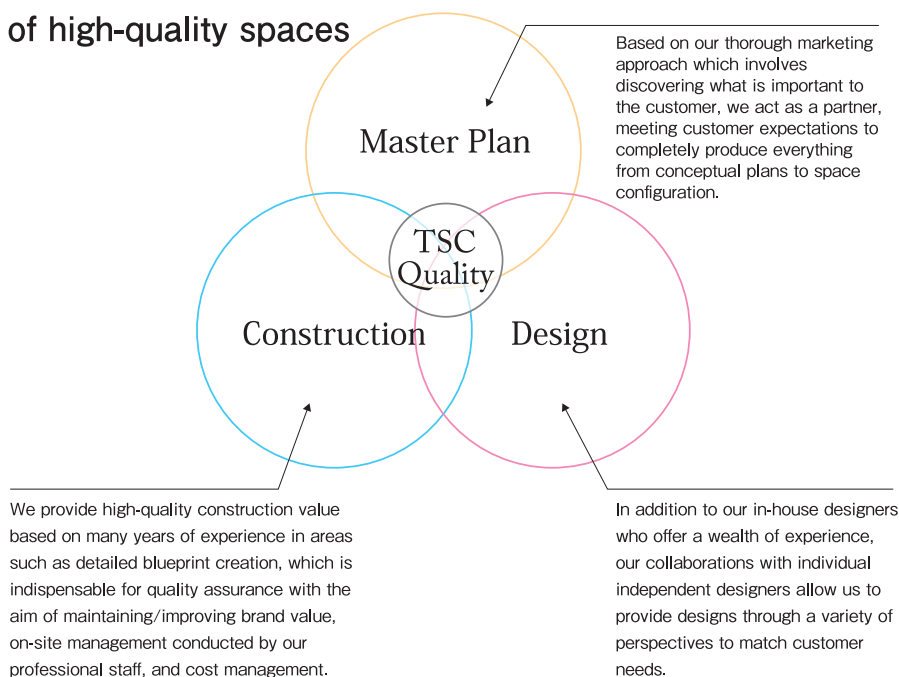 of high-quality spaces
Based on our thorough marketing
approach which involves
discovering what is important to
the customer, we act as a partner,
meeting customer expectations to
completely produce everything
from conceptual plans to space
configuration.
Master Plan
TSC
Quality
Construction
Design
We provide high-quality construction value
based on many years of experience in areas
such as detailed blueprint creation, which is
indispensable for quality assurance with the
aim of maintaining/improving brand value,
on-site management conducted by our
professional staff, and cost management.
In addition to our in-house designers
who offer a wealth of experience,
our collaborations with individual
independent designers allow us to
provide designs through a variety of
perspectives to match customer
needs.